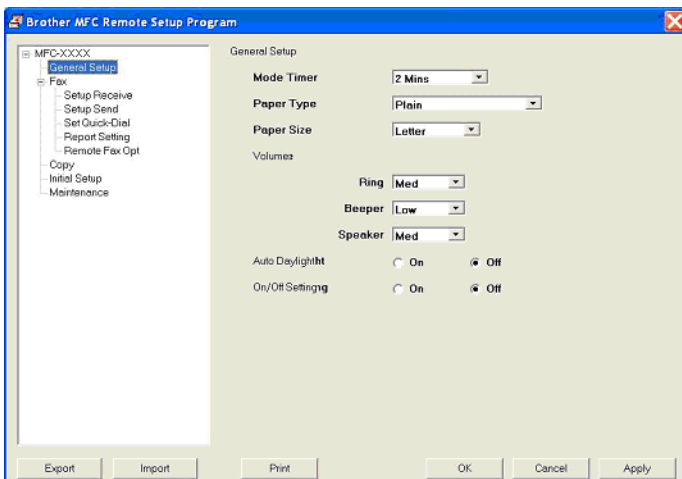 Brother MFC Remote Setup Program
MFC-XXXX
General Setup
Fax
Setup Receive
Setup Send
Set Quick-Dial
Report Setting
Remote Fax Opt
Copy
Initial Setup
Maintenance
General Setup
Mode Timer 2 Mins
Paper Type Plain
Paper Size Letter
Volumes
Ring Med
Beeper Low
Speaker Med
Auto Daylightht On Off
On/Off Settingng On Off
Export Import Print OK Cancel Apply